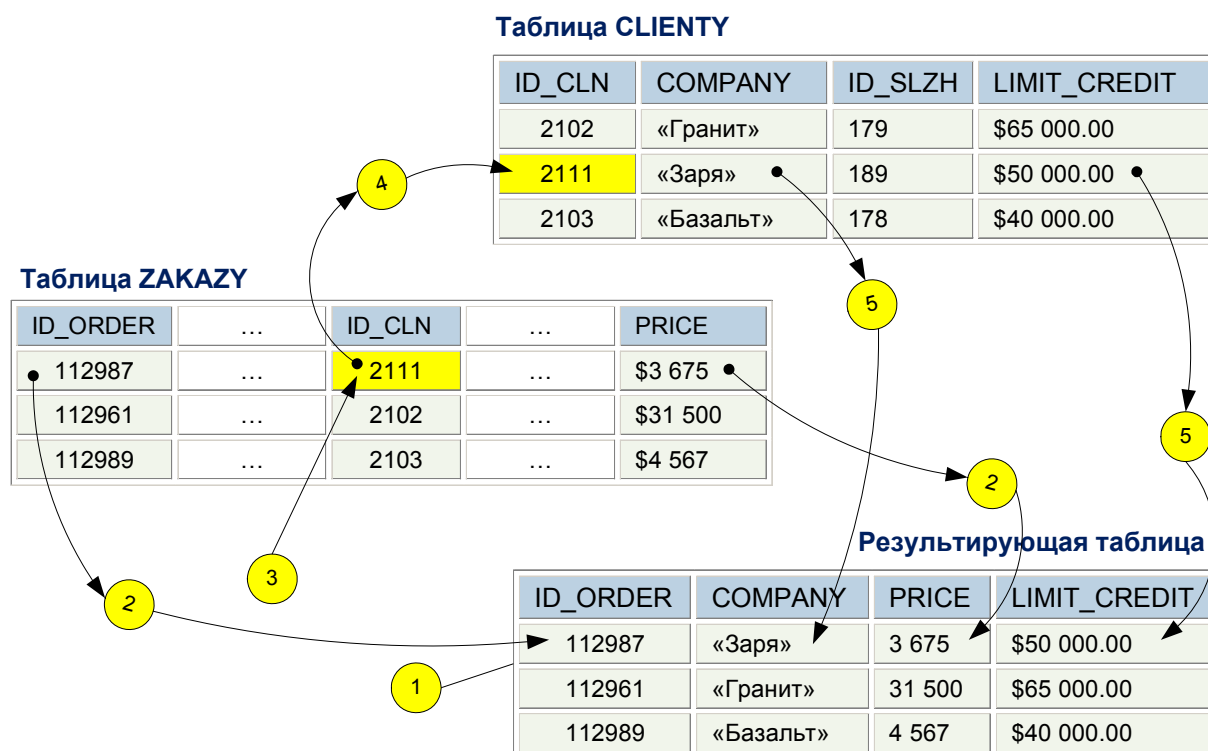 Таблица CLIENTY
ID_CLN COMPANY ID_SLZH LIMIT_CREDIT
2102 «Гранит» 179 $65 000.00
2111 «Заря» 189 $50 000.00
2103 «Базальт» 178 $40 000.00
4
5
5
Таблица ZAKAZY
ID_ORDER … ID_CLN … PRICE
112987 … 2111 … $3 675
112961 … 2102 … $31 500
112989 … 2103 … $4 567
2
3
2
1
Результирующая таблица
ID_ORDER COMPANY PRICE LIMIT_CREDIT
112987 «Заря» 3 675 $50 000.00
112961 «Гранит» 31 500 $65 000.00
112989 «Базальт» 4 567 $40 000.00